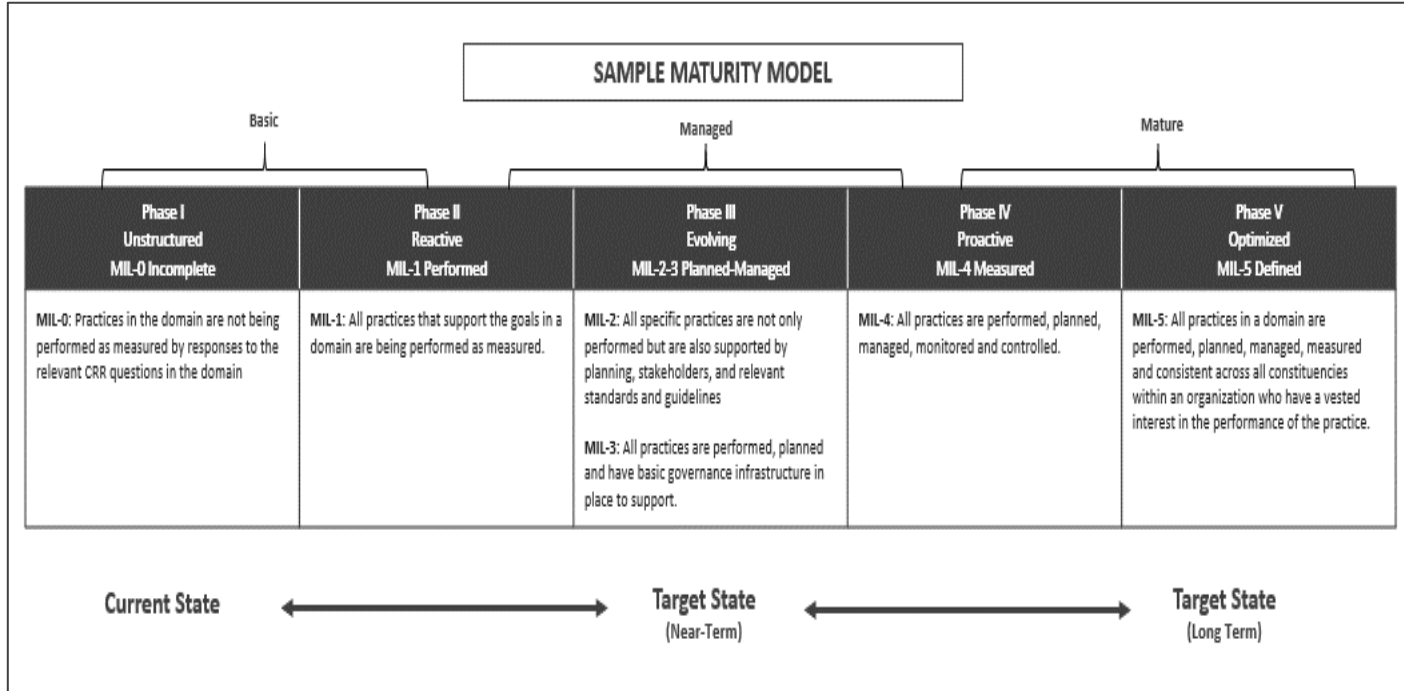 SAMPLE MATURITY MODEL
Basic
Managed
Mature
Phase I
Unstructured
MIL-0 Incomplete
Phase II
Reactive
MIL-1 Performed
Phase III
Evolving
MIL-2-3 Planned-Managed
Phase IV
Proactive
MIL-4 Measured
Phase V
Optimized
MIL-5 Defined
MIL-0: Practices in the domain are not being
performed as measured by responses to the
relevant CRR questions in the domain
MIL-1: All practices that support the goals in a
domain are being performed as measured.
MIL-2: All specific practices are not only
performed but are also supported by
planning, stakeholders, and relevant
standards and guidelines
MIL-3: All practices are performed, planned
and have basic governance infrastructure in
place to support.
MIL-4: All practices are performed, planned,
managed, monitored and controlled.
MIL-5: All practices in a domain are
performed, planned, managed, measured
and consistent across all constituencies
within an organization who have a vested
interest in the performance of the practice.
Current State
Target State
(Near-Term)
Target State
(Long Term)